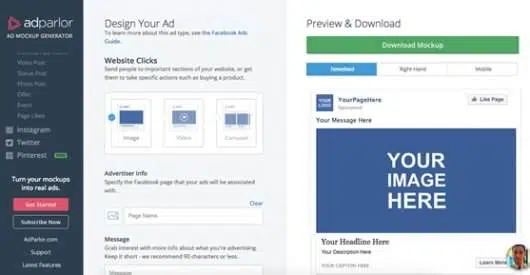 adparlor
AD MOCKUP GENERATOR
Video Post
Status Post
Photo Post
Offer
Event
Page Likes
Instagram
Twitter
Pinterest
Turn your mockups
into real ads.
Get Started
Subscribe Now
AdParlor.com
Support
Latest Features
Design Your Ad
To learn more about this ad type, see the Facebook Ads
Guide.
Website Clicks
Send people to important sections of your website, or
get them to take specific actions such as buying a product.
Image
Video
Carousel
Advertiser Info
Specify the Facebook page that your ads will be associated
with.
Clear
Page Name
Message
Grab interest with more info about what you're advertising.
Keep it short - we recommend 90 characters or less.
Message
Preview & Download
Download Mockup
Newsfeed
Right-Hand
Mobile
YOUR
LOGO
YourPageHere
Sponsored
Like Page
Your Message Here
YOUR
IMAGE
HERE
Your Headline Here
Your Description Here
YOUR CAPTION HERE
Learn More